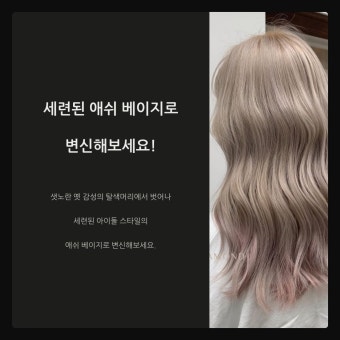 세련된 애쉬 베이지로
변신해보세요!
샛노란 옛 감성의 탈색머리에서 벗어나
세련된 아이돌 스타일의
애쉬 베이지로 변신해보세요.